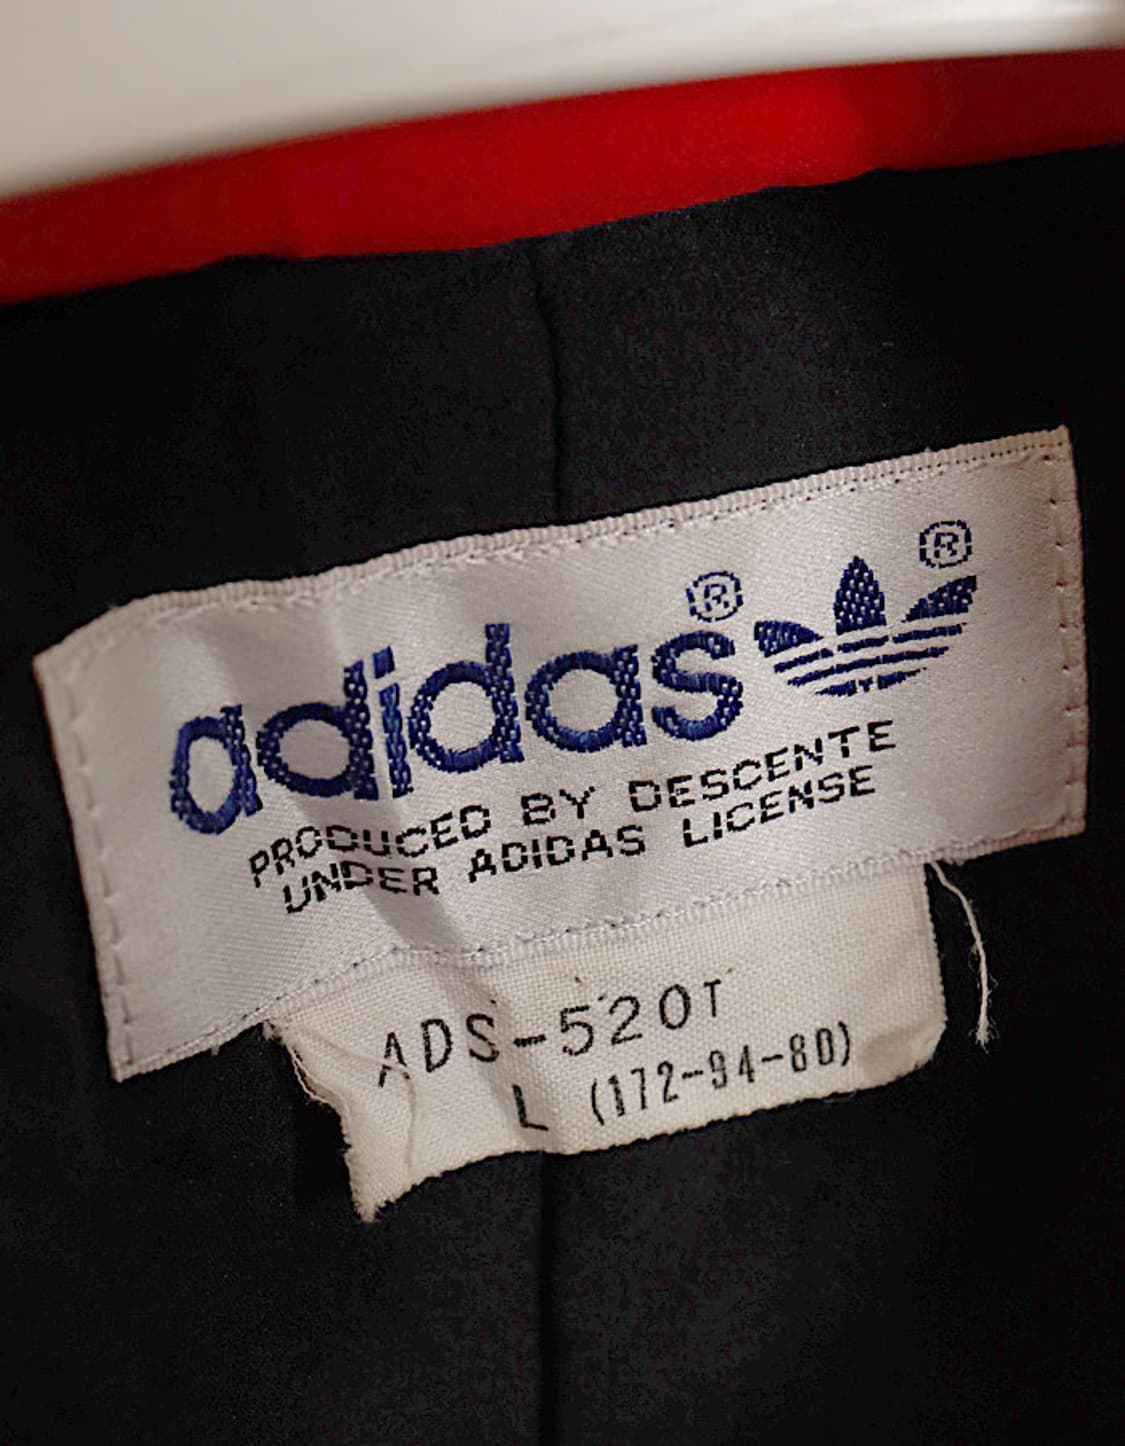 adidas® ®
PRODUCED BY DESCENTE
UNDER ADIDAS LICENSE
ADS-520T
L (172-94-80)